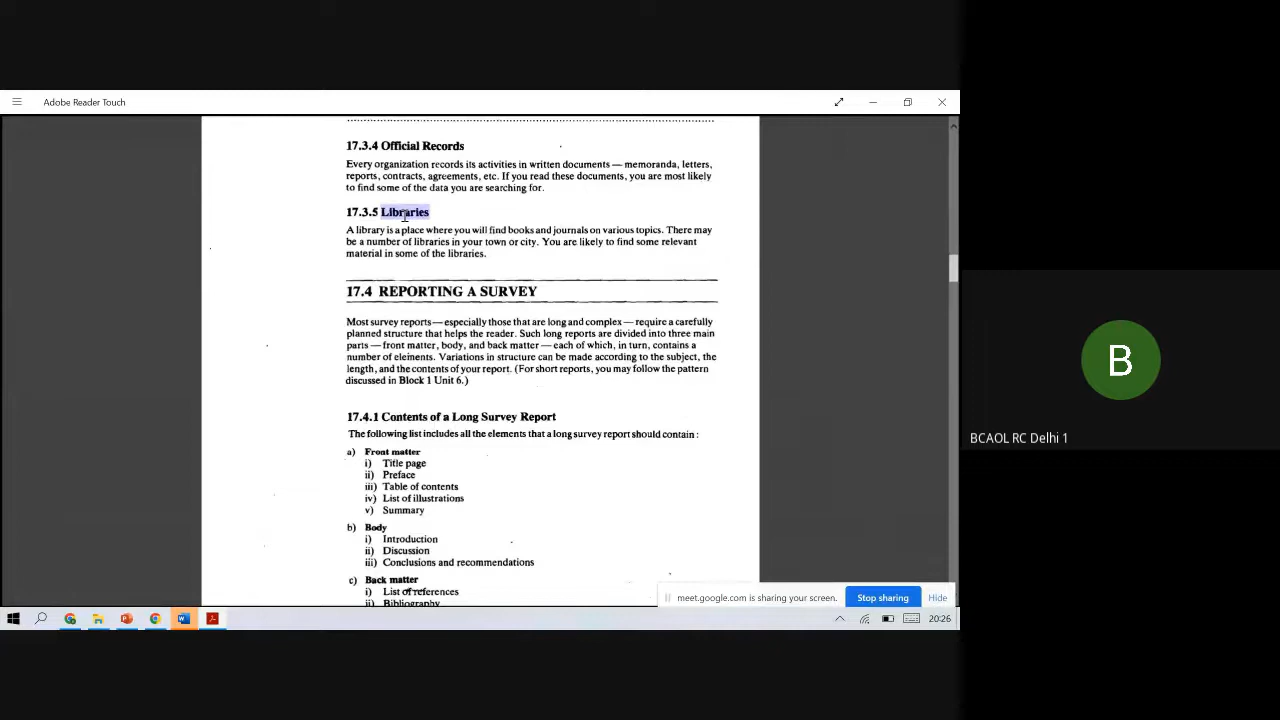 Adobe Reader Touch
17.3.4 Official Records
Every organization records its activities in written documents — memoranda, letters,
reports, contracts, agreements, etc. If you read these documents, you are most likely
to find some of the data you are searching for.
17.3.5 Libraries
A library is a place where you will find books and journals on various topics. There may
be a number of libraries in your town or city. You are likely to find some relevant
material in some of the libraries.
17.4 REPORTING A SURVEY
Most survey reports — especially those that are long and complex — require a carefully
planned structure that helps the reader. Such long reports are divided into three main
parts — front matter, body, and back matter — each of which, in turn, contains a
number of elements. Variations in structure can be made according to the subject, the
length, and the contents of your report. (For short reports, you may follow the pattern
discussed in Block 1 Unit 6.)
17.4.1 Contents of a Long Survey Report
The following list includes all the elements that a long survey report should contain :
a) Front matter
i) Title page
ii) Preface
iii) Table of contents
iv) List of illustrations
v) Summary
b) Body
i) Introduction
ii) Discussion
iii) Conclusions and recommendations
c) Back matter
i) List of references
ii) Bibliography
meet.google.com is sharing your screen.
Stop sharing
Hide
20:26
B
BCAOL RC Delhi 1